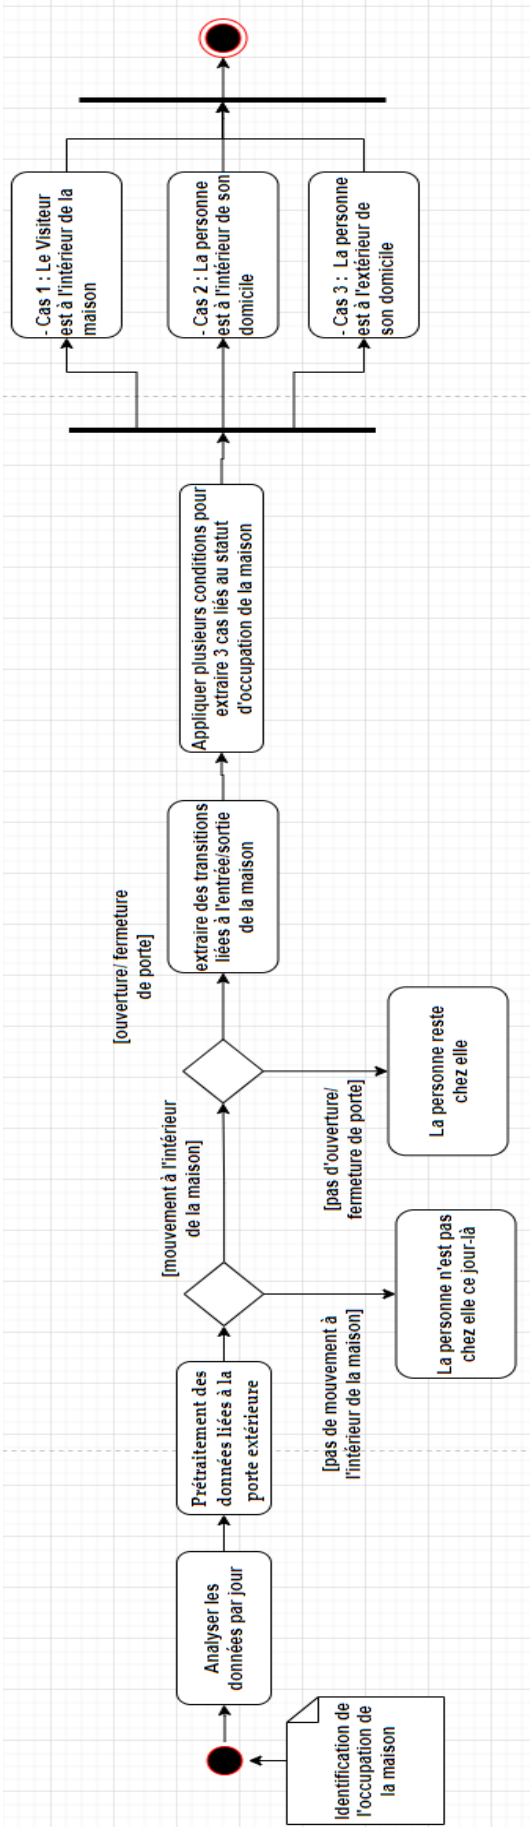 Identification de
l'occupation de
la maison
Analyser les
données par jour
Prétraitement des
données liées à la
porte extérieure
[pas de mouvement à
l'intérieur de la maison]
La personne n'est pas
chez elle ce jour-là
[mouvement à l'intérieur
de la maison]
[pas d'ouverture/
fermeture de porte]
La personne reste
chez elle
[ouverture/ fermeture
de porte]
extraire des transitions
liées à l'entrée/sortie
de la maison
Appliquer plusieurs conditions pour
extraire 3 cas liés au statut
d'occupation de la maison
- Cas 1 : Le Visiteur
est à l'intérieur de la
maison
- Cas 2 : La personne
est à l'intérieur de son
domicile
- Cas 3 : La personne
est à l'extérieur de
son domicile